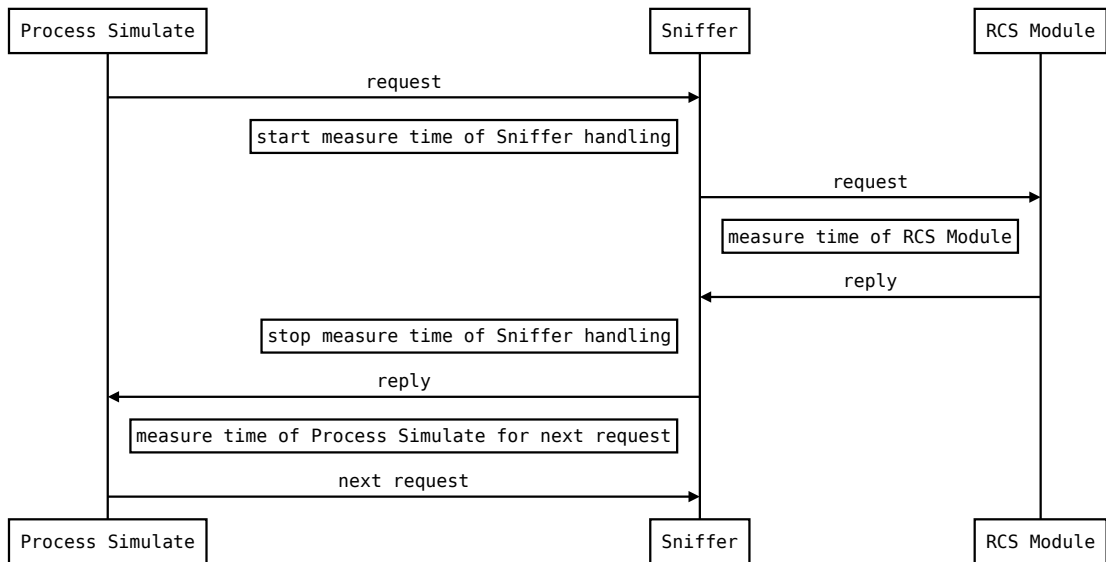 Process Simulate
Sniffer
RCS Module
request
start measure time of Sniffer handling
request
measure time of RCS Module
reply
stop measure time of Sniffer handling
reply
measure time of Process Simulate for next request
next request
Process Simulate
Sniffer
RCS Module